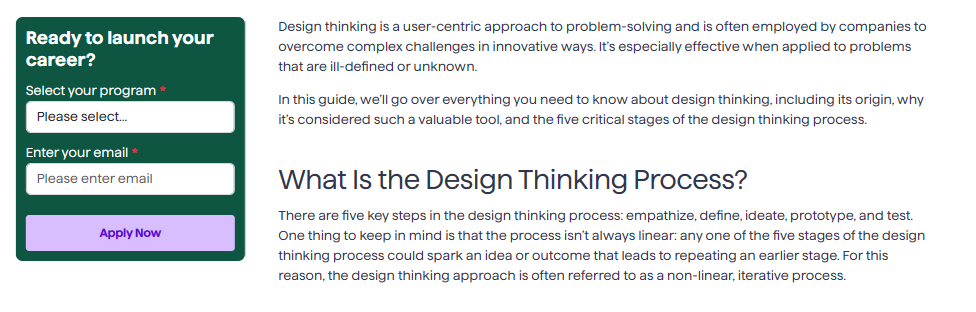 Ready to launch your
career?
Select your program *
Please select...
Enter your email *
Please enter email
Apply Now
Design thinking is a user-centric approach to problem-solving and is often employed by companies to
overcome complex challenges in innovative ways. It's especially effective when applied to problems
that are ill-defined or unknown.
In this guide, we'll go over everything you need to know about design thinking, including its origin, why
it's considered such a valuable tool, and the five critical stages of the design thinking process.
What Is the Design Thinking Process?
There are five key steps in the design thinking process: empathize, define, ideate, prototype, and test.
One thing to keep in mind is that the process isn't always linear: any one of the five stages of the design
thinking process could spark an idea or outcome that leads to repeating an earlier stage. For this
reason, the design thinking approach is often referred to as a non-linear, iterative process.